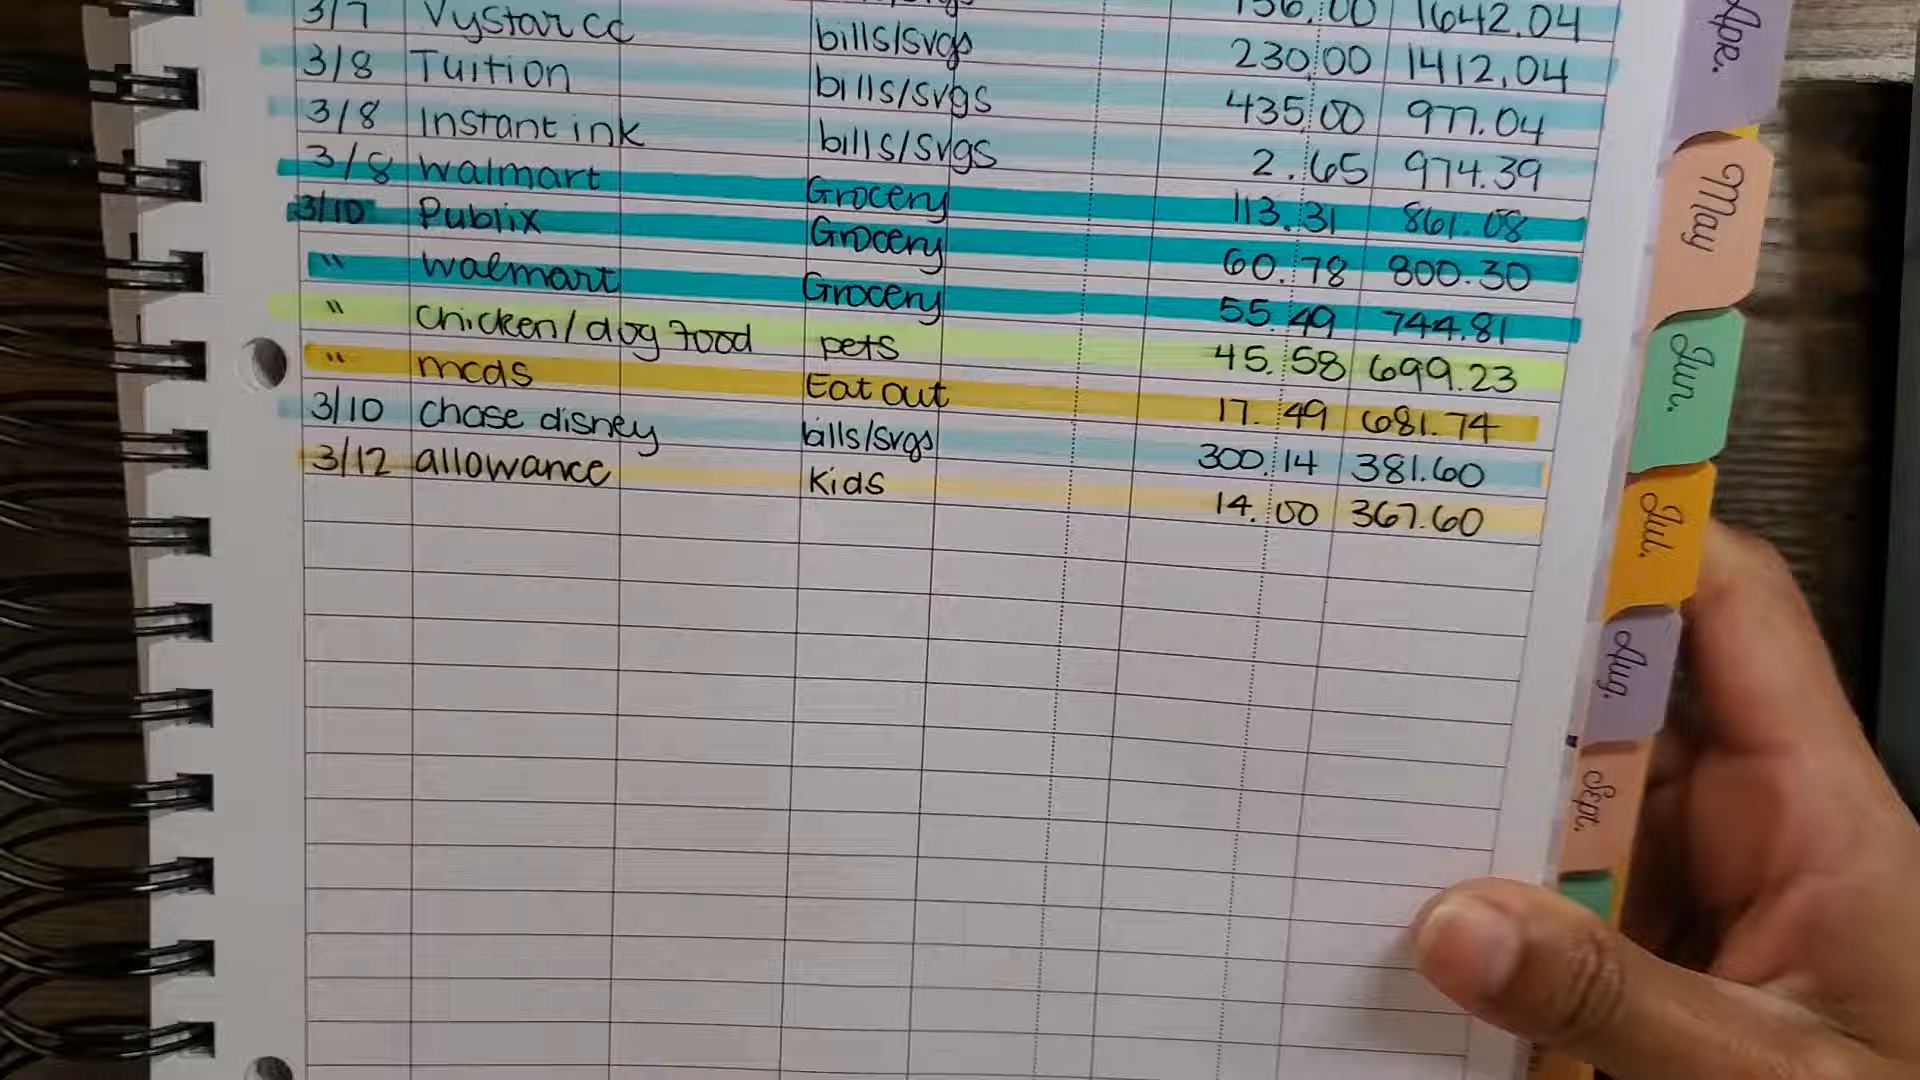 1642.04
3/7 Vystar cc bills/svgs 230.00 1412.04
3/8 Tuition bills/svgs 435.00 977.04
3/8 Instant ink bills/svgs 2.65 974.39
3/8 walmart Grocery 113.31 861.08
3/10 Publix Grocery 60.78 800.30
" walmart Grocery 55.49 744.81
" chicken/dog food pets 45.58 699.23
" mcds Eat out 17.49 681.74
3/10 chase disney bills/svgs 300.14 381.60
3/12 allowance Kids 14.00 367.60
Apr.
May
Jun.
Jul.
Aug.
Sept.